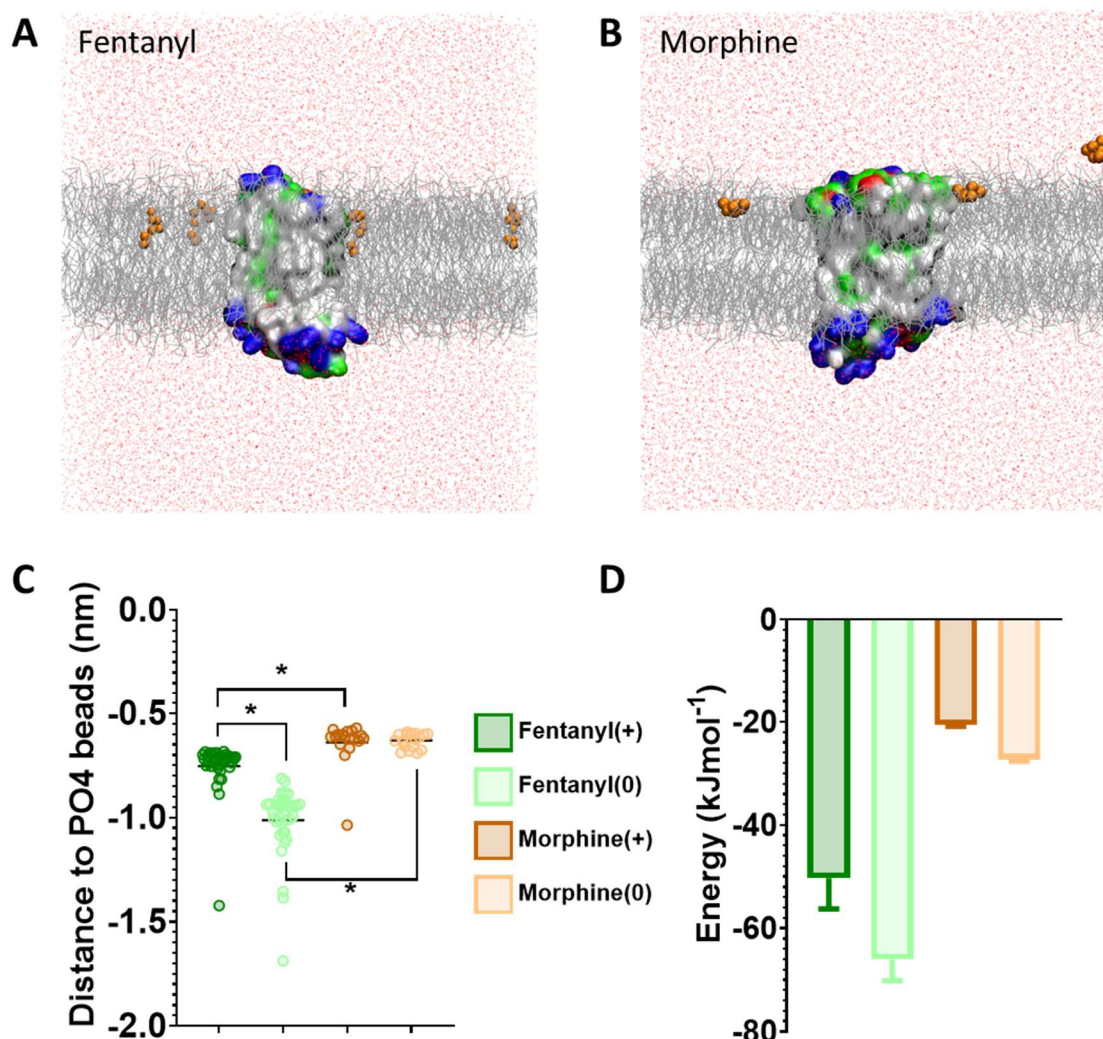 A
Fentanyl
B
Morphine
C
Distance to PO4 beads (nm)
0.0
-0.5
-1.0
-1.5
-2.0
*
*
*
Fentanyl(+)
Fentanyl(0)
Morphine(+)
Morphine(0)
D
Energy (kJmol⁻¹)
0
-20
-40
-60
-80